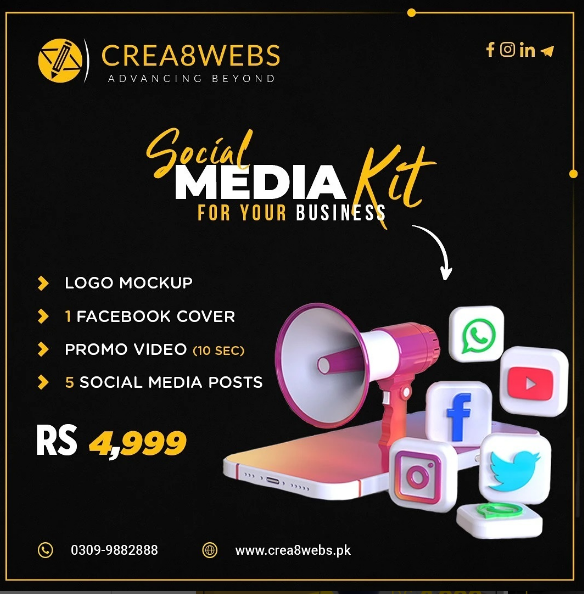 CREA8WEBS
ADVANCING BEYOND
Social
MEDIA Kit
FOR YOUR BUSINESS
LOGO MOCKUP
1 FACEBOOK COVER
PROMO VIDEO (10 SEC)
5 SOCIAL MEDIA POSTS
RS 4,999
0309-9882888 www.crea8webs.pk